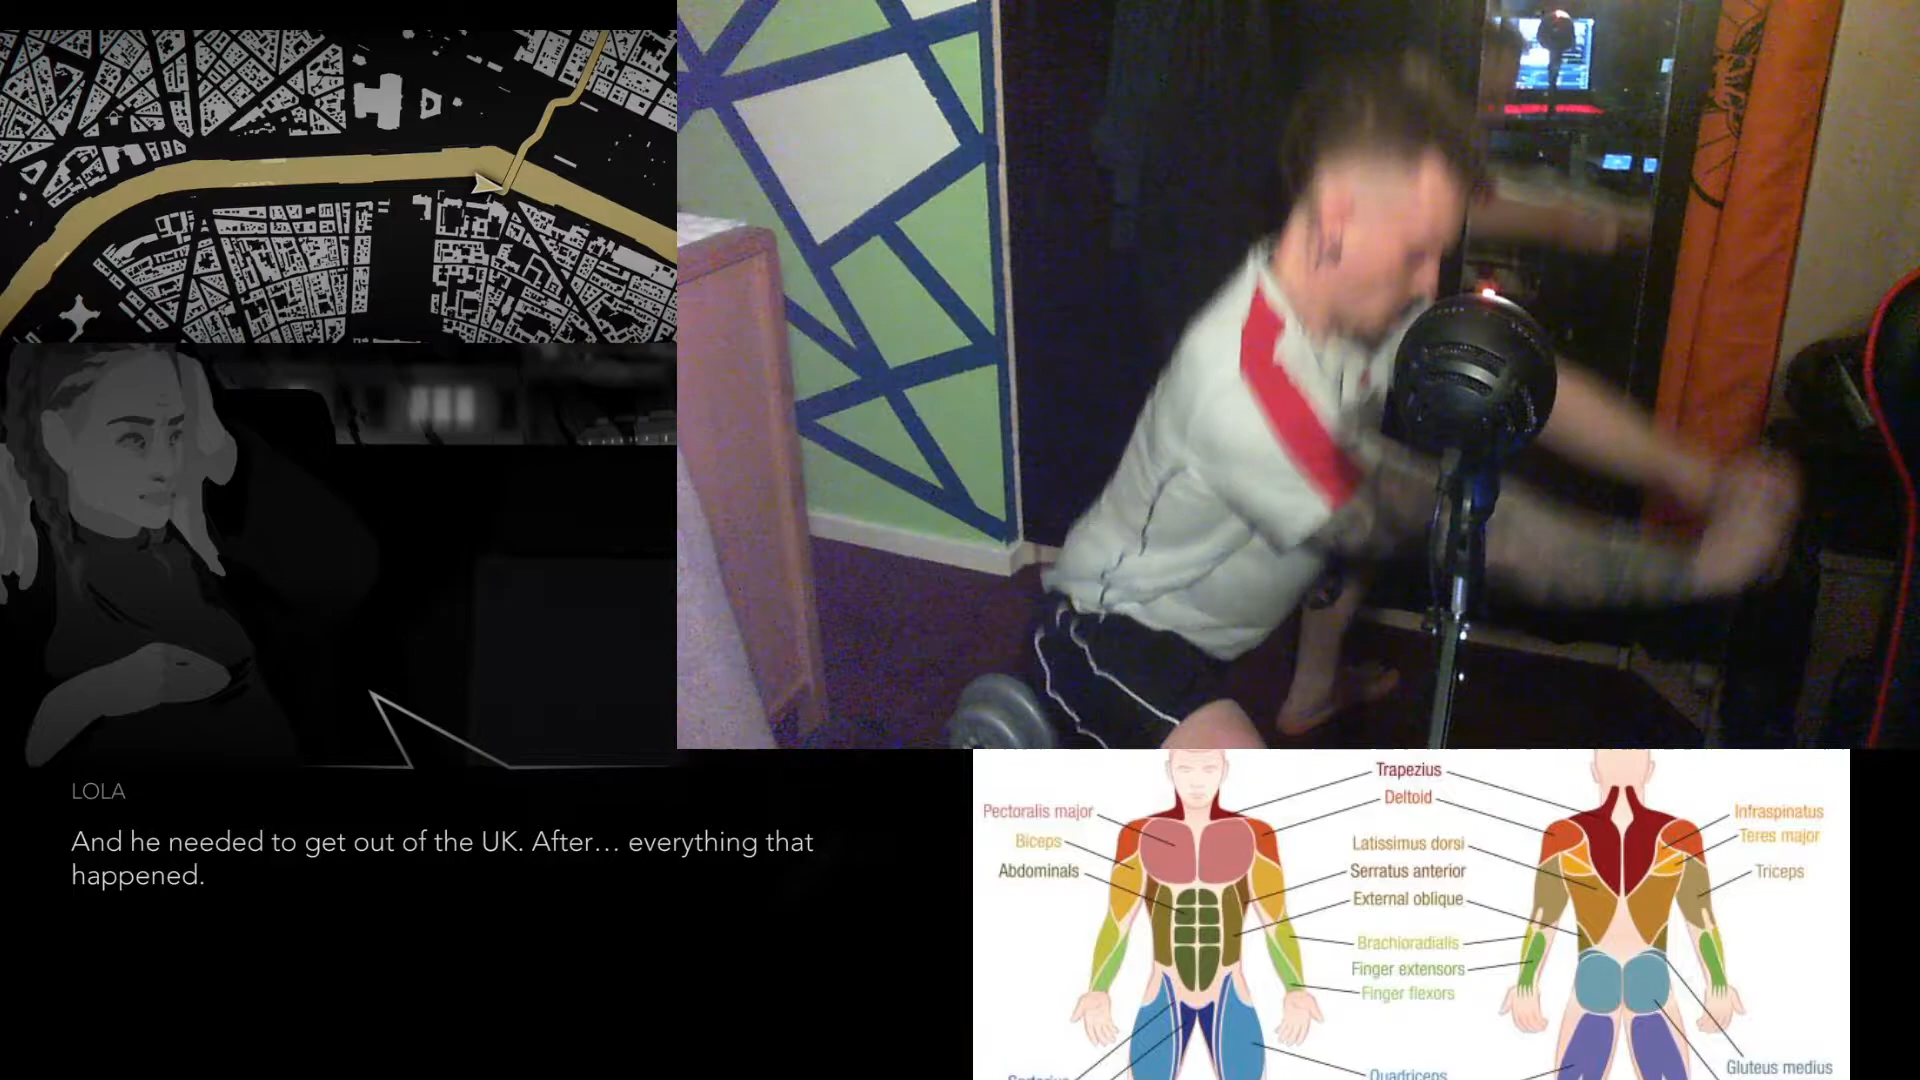 LOLA
And he needed to get out of the UK. After... everything that
happened.
Trapezius
Deltoid
Pectoralis major
Biceps
Abdominals
Latissimus dorsi
Serratus anterior
External oblique
Brachioradialis
Finger extensors
Finger flexors
Infraspinatus
Teres major
Triceps
Quadriceps
Gluteus medius